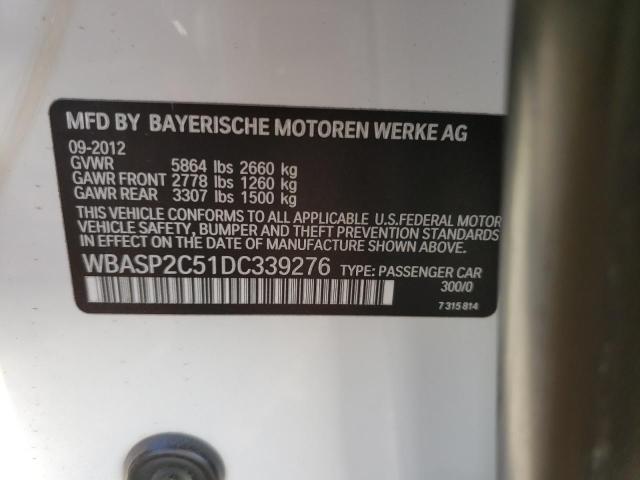 MFD BY BAYERISCHE MOTOREN WERKE AG
09-2012
GVWR 5864 lbs 2660 kg
GAWR FRONT 2778 lbs 1260 kg
GAWR REAR 3307 lbs 1500 kg
THIS VEHICLE CONFORMS TO ALL APPLICABLE U.S.FEDERAL MOTOR
VEHICLE SAFETY, BUMPER AND THEFT PREVENTION STANDARDS
IN EFFECT ON THE DATE OF MANUFACTURE SHOWN ABOVE.
WBASP2C51DC339276 TYPE: PASSENGER CAR
300/0
7 315 814